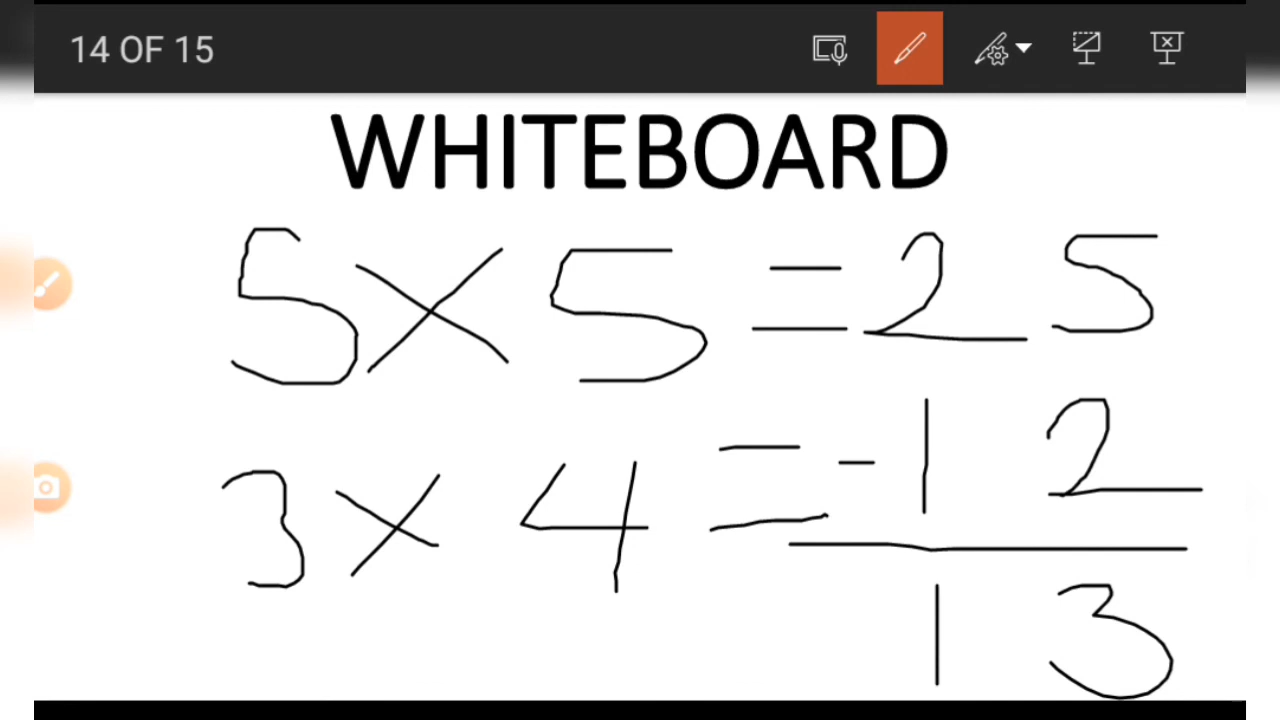 14 OF 15
WHITEBOARD
5 × 5 = 25
3 × 4 = - 12
13